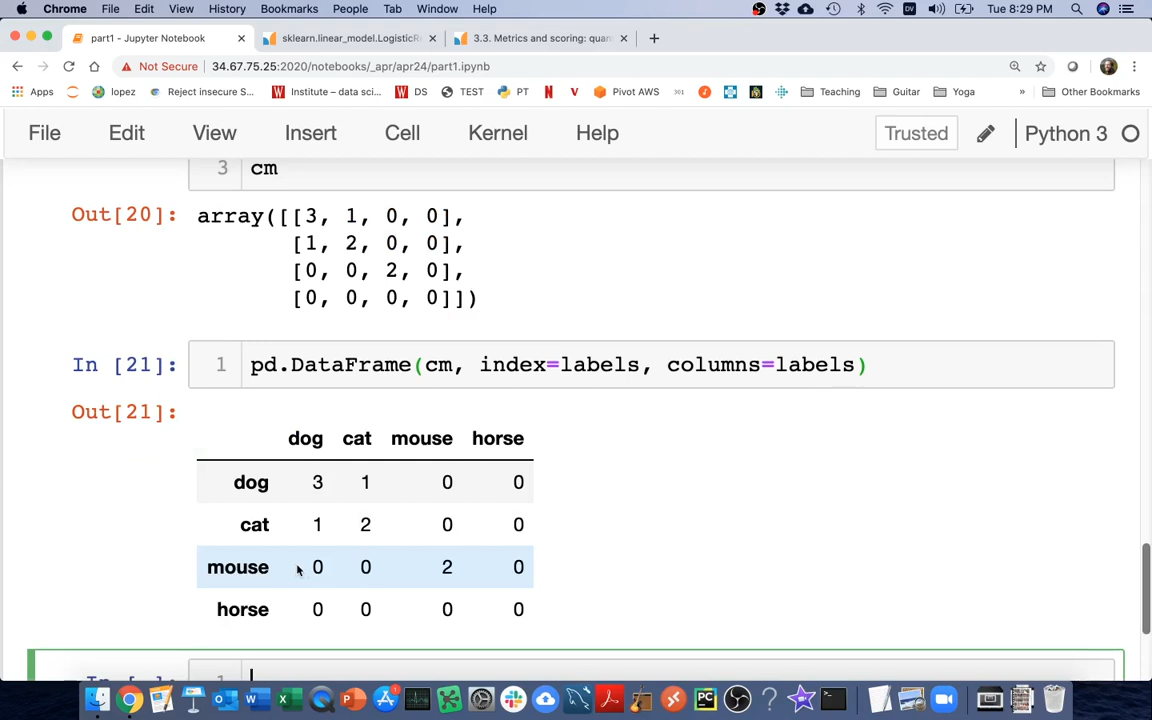 Chrome File Edit View History Bookmarks People Tab Window Help Tue 8:29 PM
part1 - Jupyter Notebook sklearn.linear_model.LogisticR 3.3. Metrics and scoring: quan
Not Secure 34.67.75.25:2020/notebooks/_apr/apr24/part1.ipynb
Apps lopez Reject insecure S... Institute – data sci... DS TEST PT Pivot AWS 301 Teaching Guitar Yoga » Other Bookmarks
File Edit View Insert Cell Kernel Help Trusted Python 3
3 cm
Out[20]: array([[3, 1, 0, 0],
[1, 2, 0, 0],
[0, 0, 2, 0],
[0, 0, 0, 0]])
In [21]: 1 pd.DataFrame(cm, index=labels, columns=labels)
Out[21]:
dog cat mouse horse
dog 3 1 0 0
cat 1 2 0 0
mouse 0 0 2 0
horse 0 0 0 0
In [ ]: 1